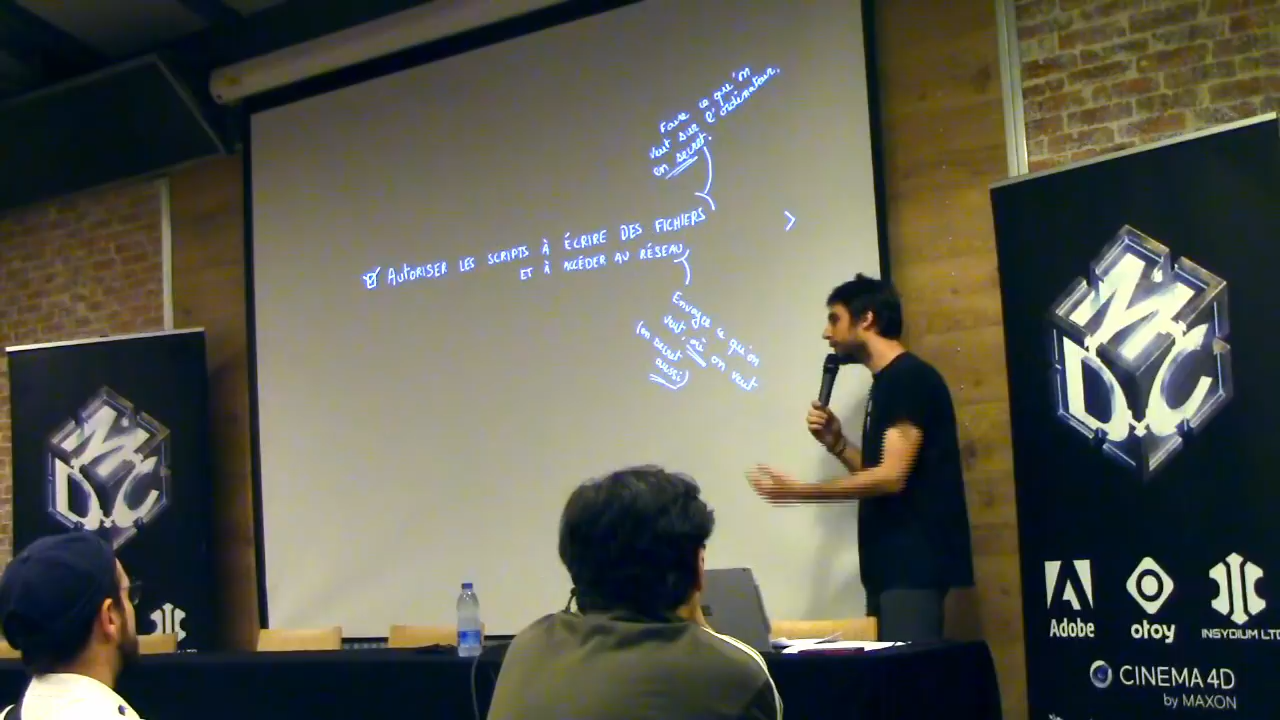 Faire ce qu'on
veut sur l'ordinateur,
en secret.
AUTORISER LES SCRIPTS À ÉCRIRE DES FICHIERS
ET À ACCÉDER AU RÉSEAU
>
Envoyer ce qu'on
veut, où on veut
(en secret
aussi)
MDC
MDC
Adobe
otoy
INSYDIUM LTD
CINEMA 4D
by MAXON